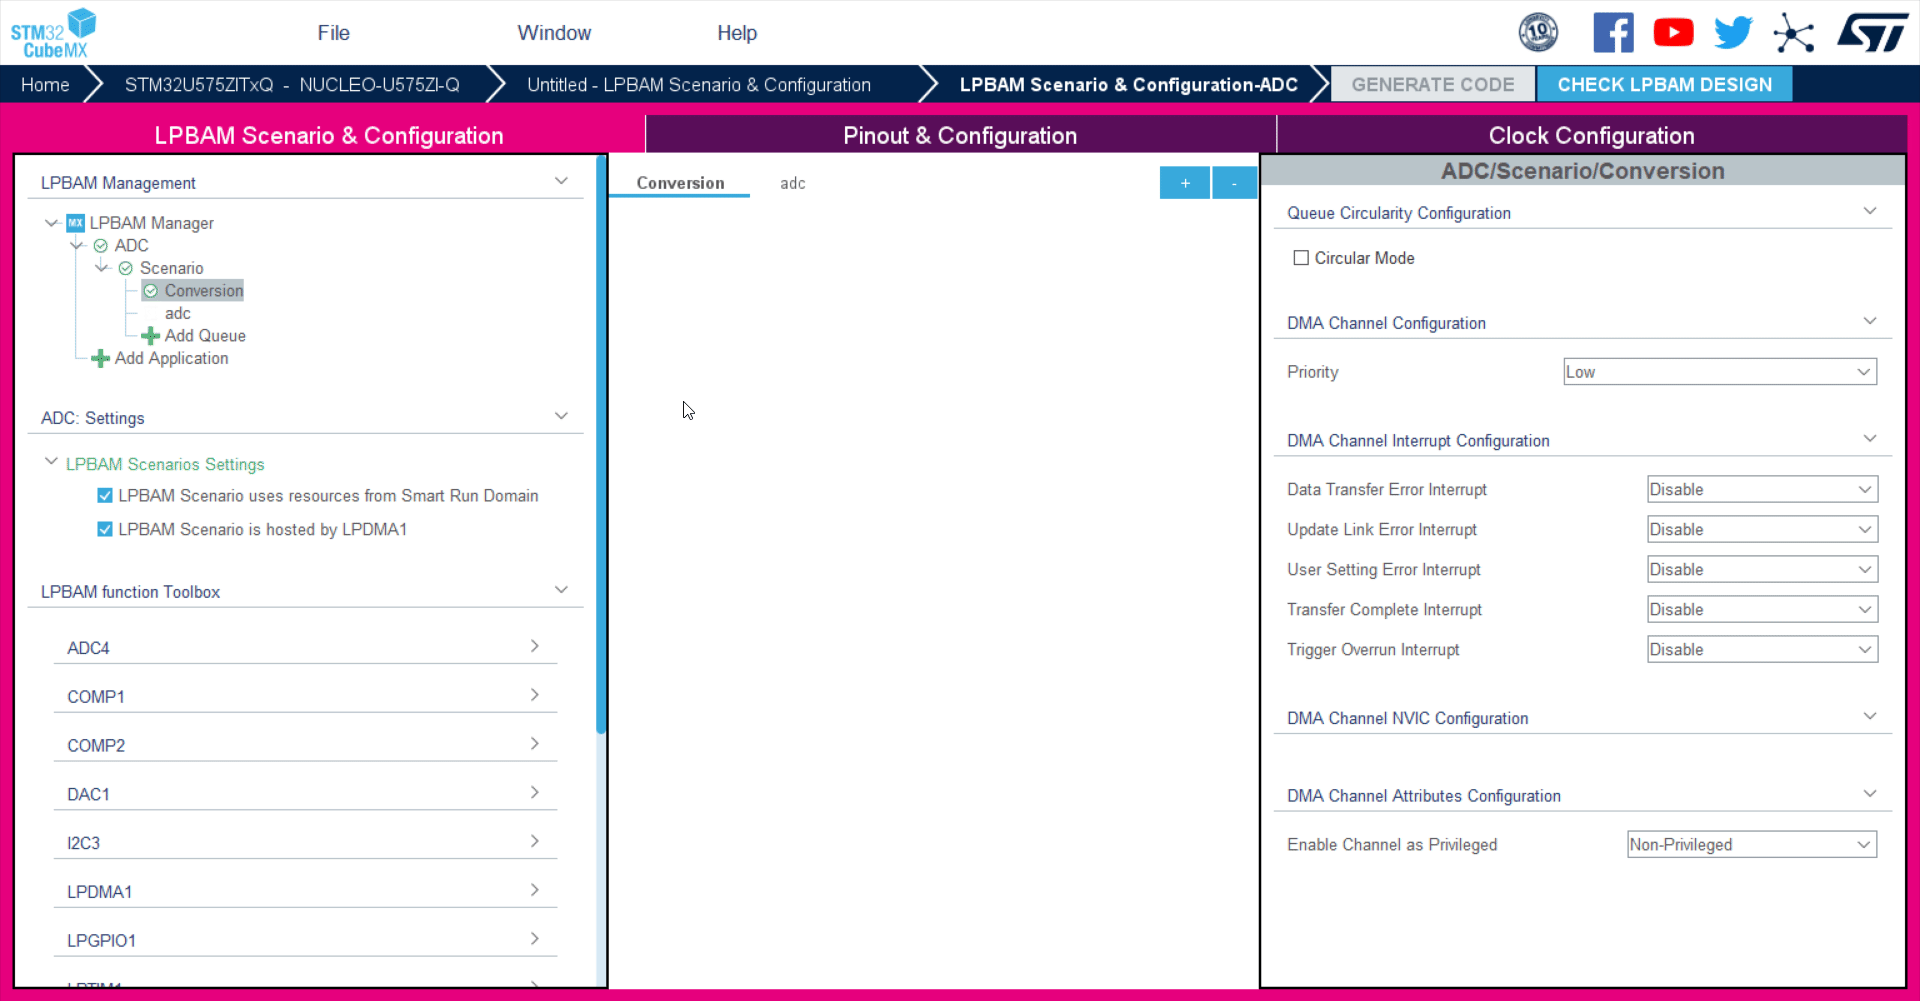 STM32
CubeMX
File
Window
Help
10
Home
STM32U575ZITxQ - NUCLEO-U575ZI-Q
Untitled - LPBAM Scenario & Configuration
LPBAM Scenario & Configuration-ADC
GENERATE CODE
CHECK LPBAM DESIGN
LPBAM Scenario & Configuration
Pinout & Configuration
Clock Configuration
LPBAM Management
MX LPBAM Manager
ADC
Scenario
Conversion
adc
Add Queue
Add Application
ADC: Settings
LPBAM Scenarios Settings
LPBAM Scenario uses resources from Smart Run Domain
LPBAM Scenario is hosted by LPDMA1
LPBAM function Toolbox
ADC4
COMP1
COMP2
DAC1
I2C3
LPDMA1
LPGPIO1
LPTIM1
Conversion
adc
+
-
ADC/Scenario/Conversion
Queue Circularity Configuration
Circular Mode
DMA Channel Configuration
Priority
Low
DMA Channel Interrupt Configuration
Data Transfer Error Interrupt
Disable
Update Link Error Interrupt
Disable
User Setting Error Interrupt
Disable
Transfer Complete Interrupt
Disable
Trigger Overrun Interrupt
Disable
DMA Channel NVIC Configuration
DMA Channel Attributes Configuration
Enable Channel as Privileged
Non-Privileged